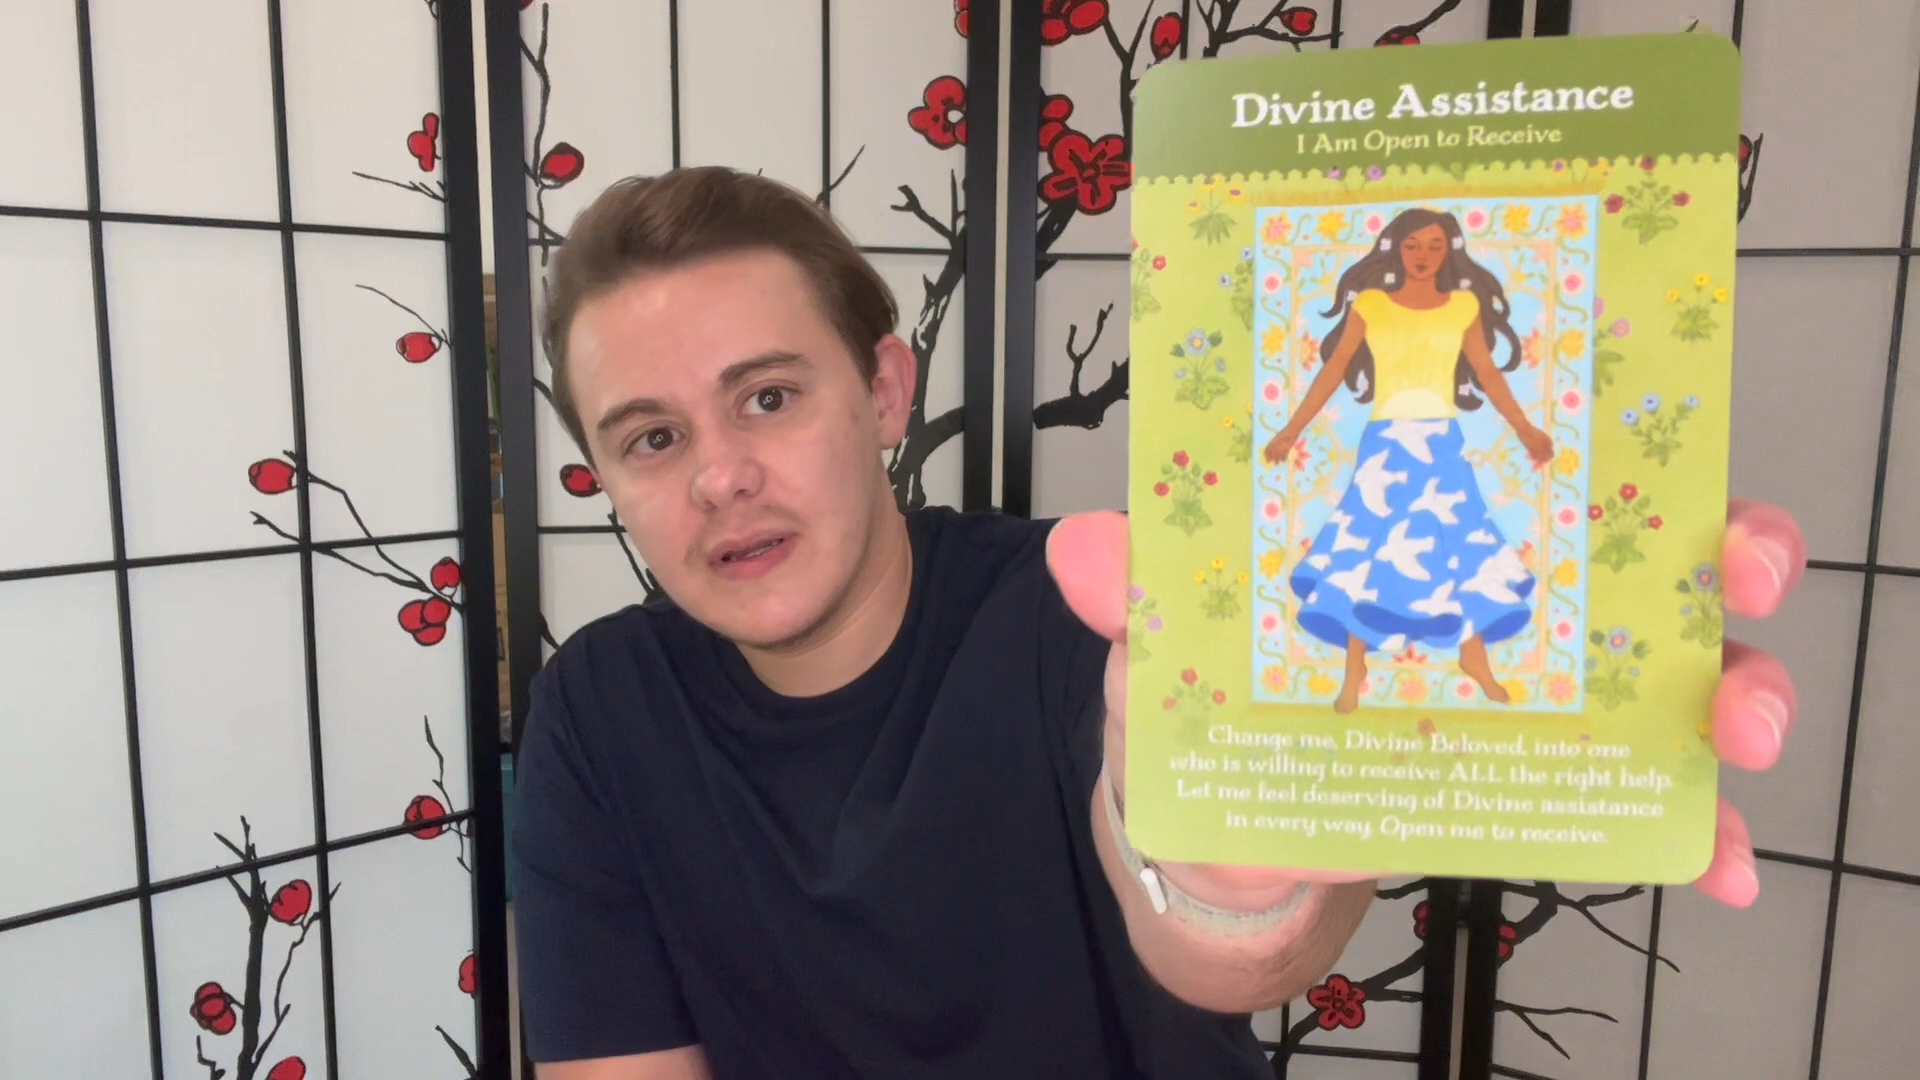 Divine Assistance
I Am Open to Receive
Change me, Divine Beloved, into one
who is willing to receive ALL the right help.
Let me feel deserving of Divine assistance
in every way. Open me to receive.